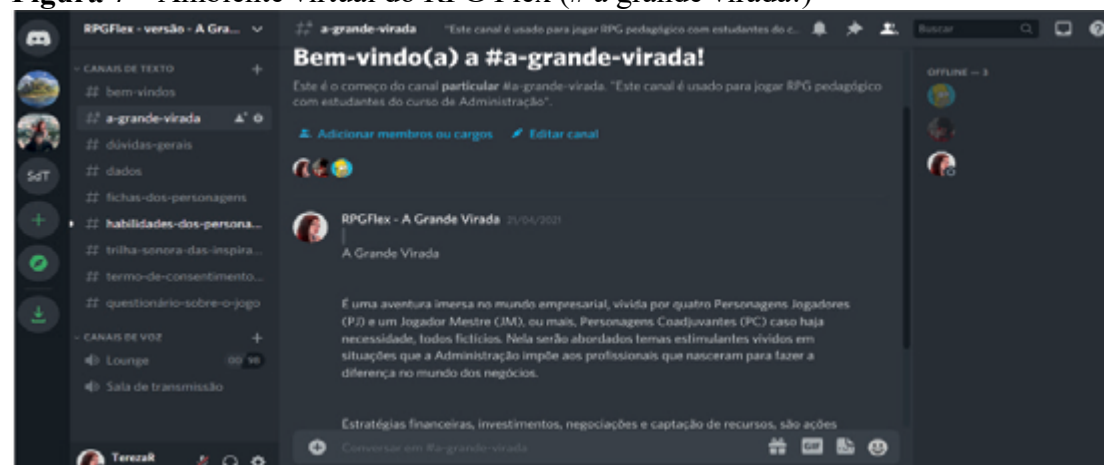 Ambiente virtual do RPG Flex (# a grande virada!)
RPGFlex - versão - A Gra...
CANAIS DE TEXTO
bem-vindos
a-grande-virada
dúvidas-gerais
dados
fichas-dos-personagens
habilidades-dos-persona...
trilha-sonora-das-inspira...
termo-de-consentimento...
questionário-sobre-o-jogo
CANAIS DE VOZ
Lounge
Sala de transmissão
TerezaR
SdT
a-grande-virada "Este canal é usado para jogar RPG pedagógico com estudantes do c...
Buscar
Bem-vindo(a) a #a-grande-virada!
Este é o começo do canal particular #a-grande-virada. "Este canal é usado para jogar RPG pedagógico
com estudantes do curso de Administração".
Adicionar membros ou cargos Editar canal
RPGFlex - A Grande Virada 21/04/2021
A Grande Virada
É uma aventura imersa no mundo empresarial, vivida por quatro Personagens Jogadores
(PJ) e um Jogador Mestre (JM), ou mais, Personagens Coadjuvantes (PC) caso haja
necessidade, todos fictícios. Nela serão abordados temas estimulantes vividos em
situações que a Administração impõe aos profissionais que nasceram para fazer a
diferença no mundo dos negócios.
Estratégias financeiras, investimentos, negociações e captação de recursos, são ações
Conversar em #a-grande-virada
GIF
OFFLINE — 3